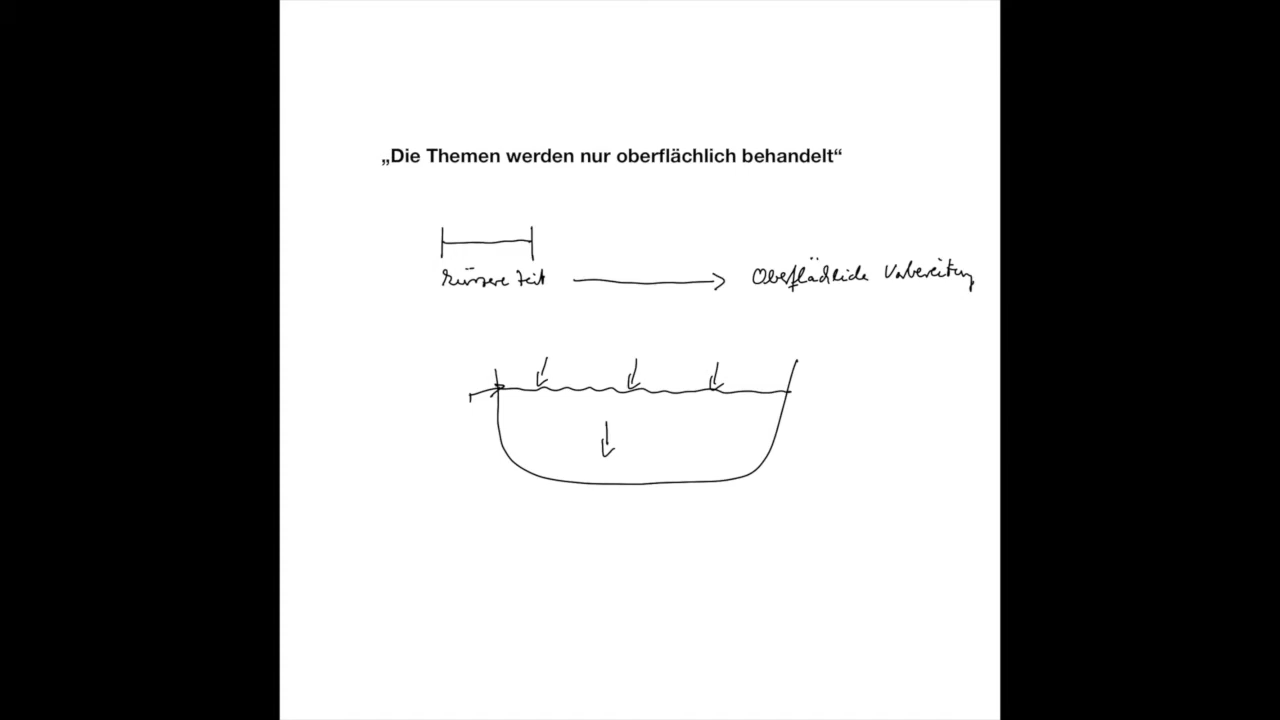 „Die Themen werden nur oberflächlich behandelt“
kürzere Zeit
Oberflächliche Vorbereitung